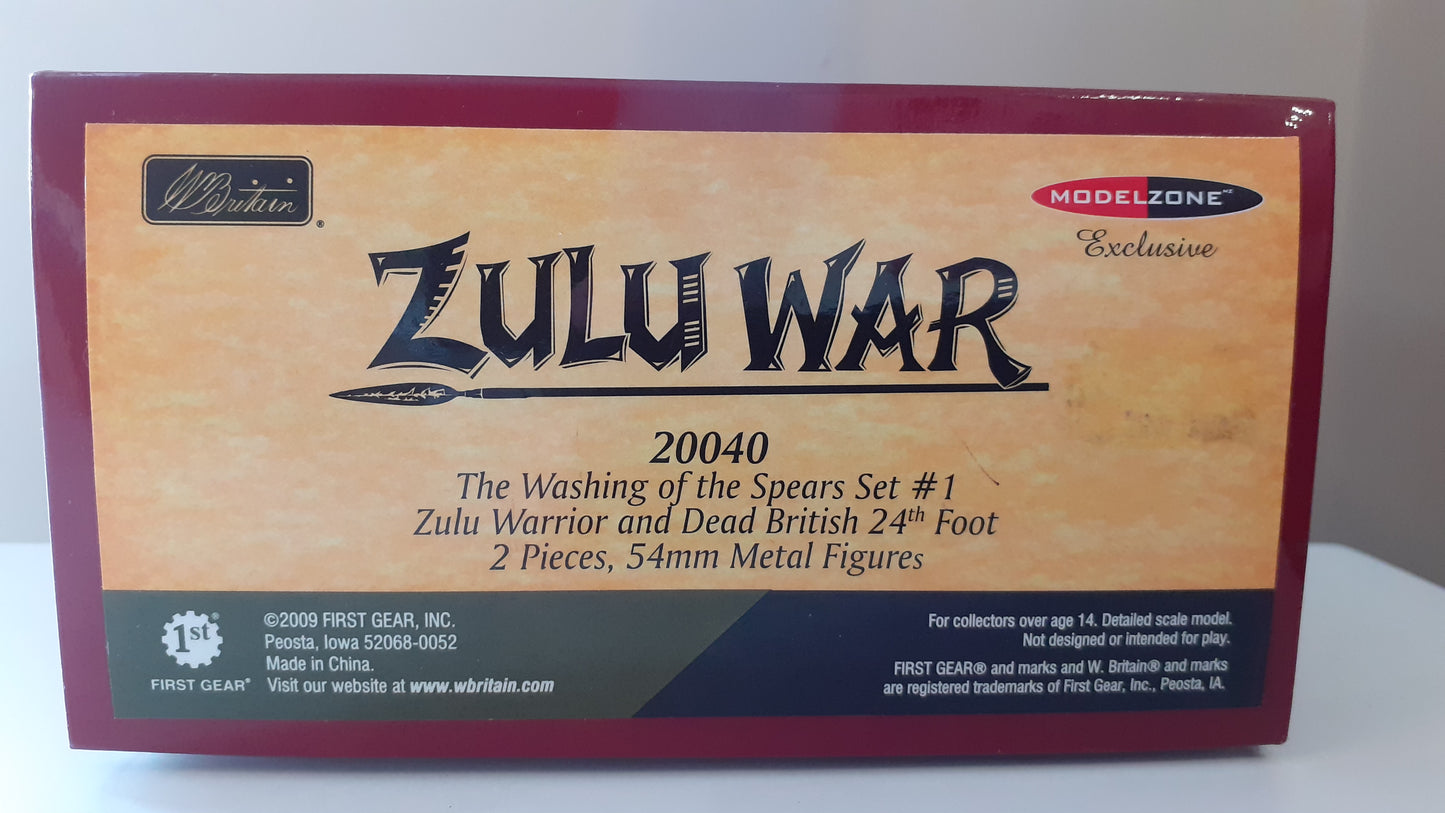 W Britain ®
MODELZONE MZ
Exclusive
ZULU WAR
20040
The Washing of the Spears Set #1
Zulu Warrior and Dead British 24th Foot
2 Pieces, 54mm Metal Figures
1st ®
FIRST GEAR®
©2009 FIRST GEAR, INC.
Peosta, Iowa 52068-0052
Made in China.
Visit our website at www.wbritain.com
For collectors over age 14. Detailed scale model.
Not designed or intended for play.
FIRST GEAR® and marks and W. Britain® and marks
are registered trademarks of First Gear, Inc., Peosta, IA.